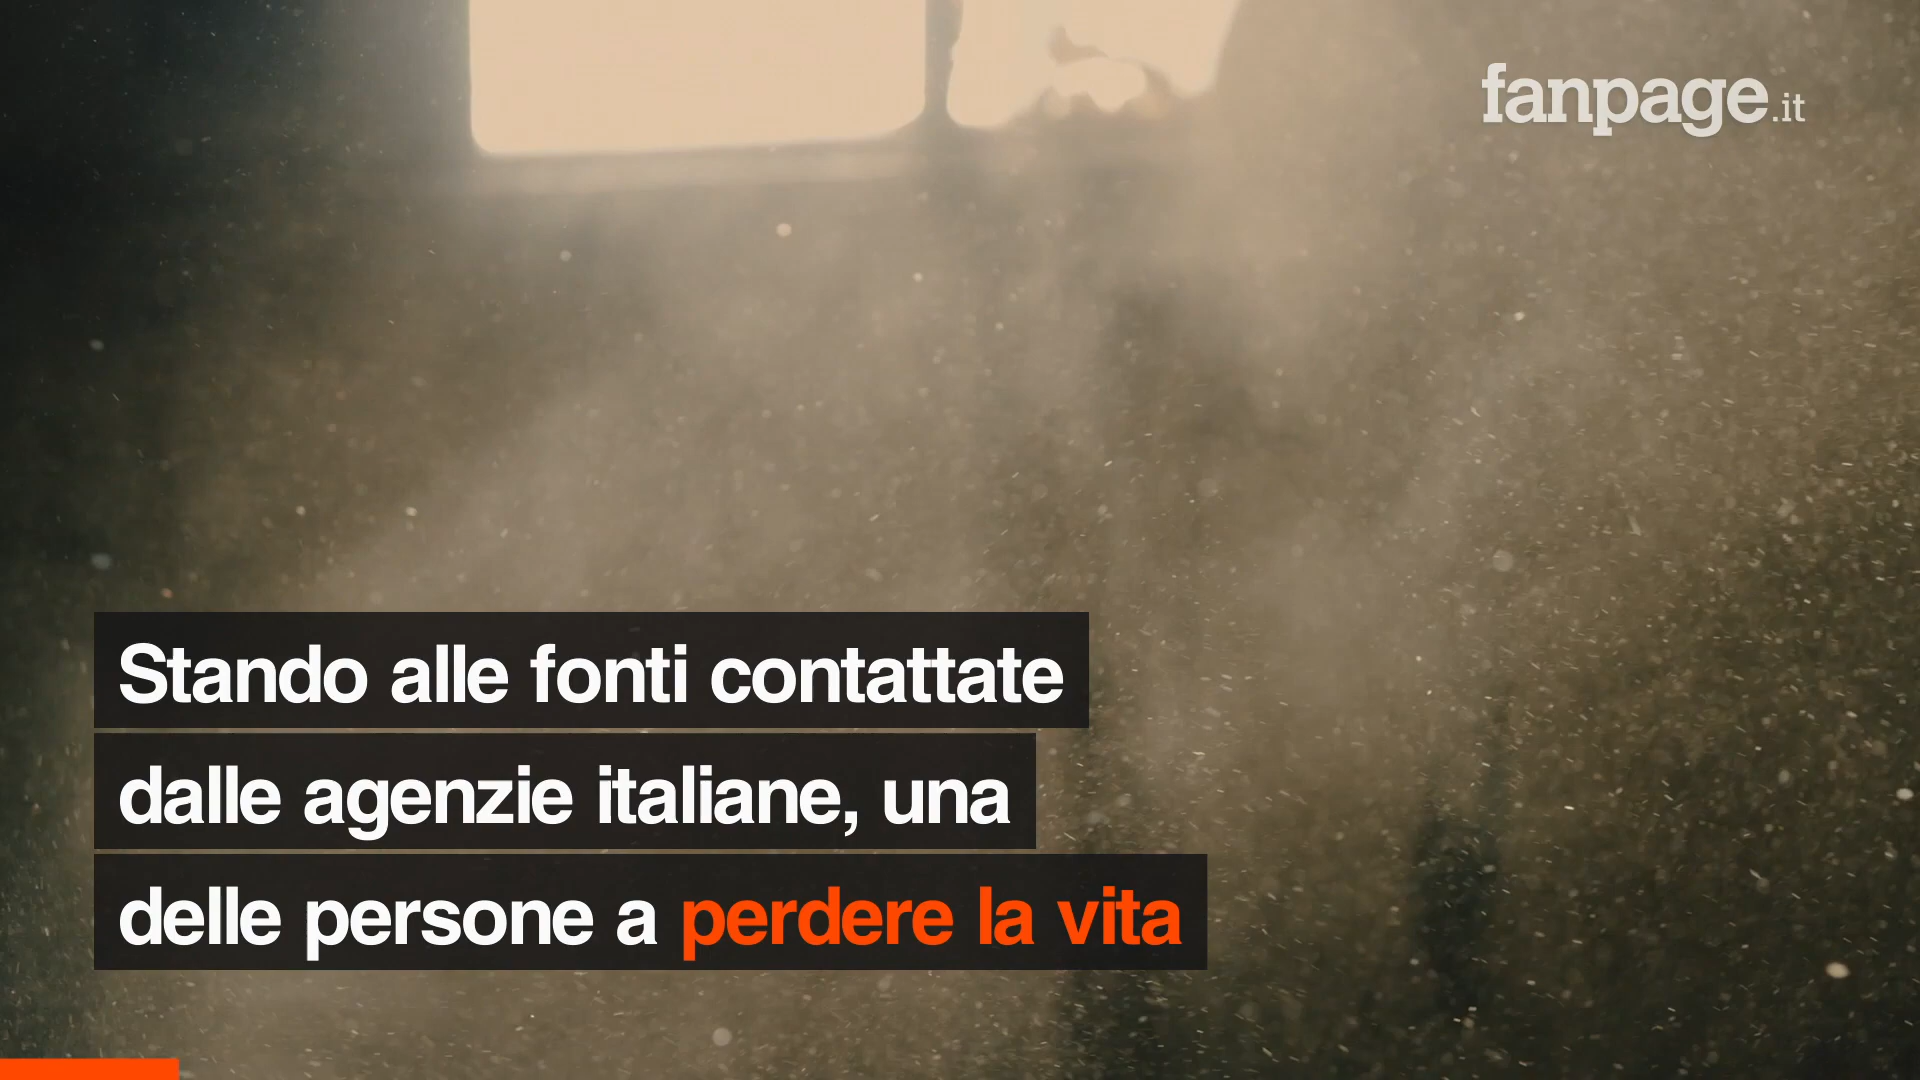 fanpage.it
Stando alle fonti contattate
dalle agenzie italiane, una
delle persone a perdere la vita